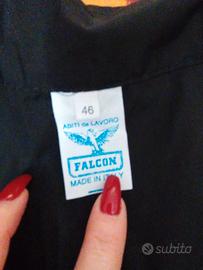 46
ABITI da LAVORO
FALCON
MADE IN ITALY
subito